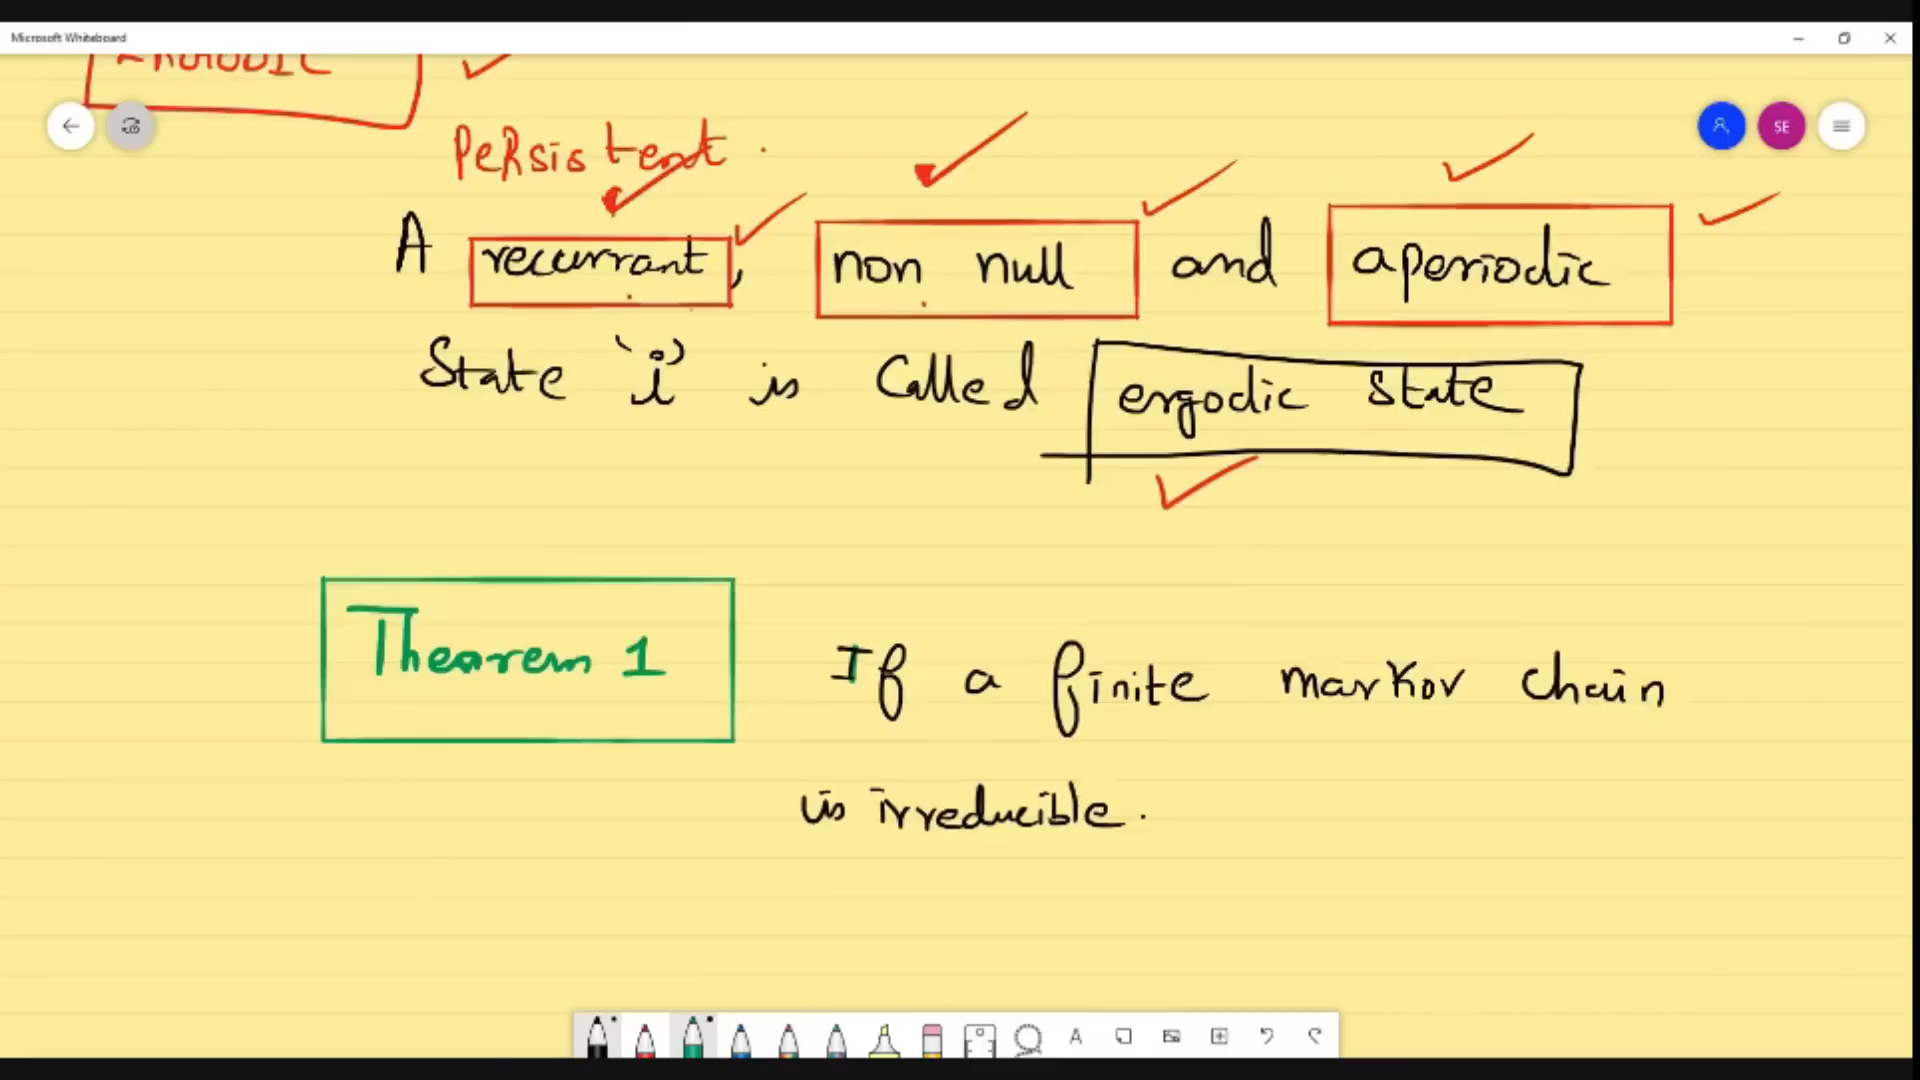 Microsoft Whiteboard
Persistent.
SE
A recurrant, non null and aperiodic
State 'i' is Called ergodic State
Theorem 1 If a finite markov chain
is irreducible.
A